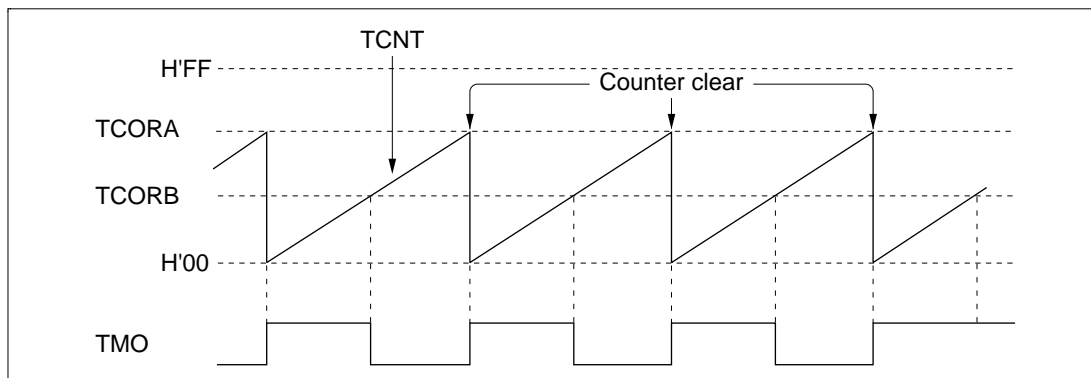 TCNT
H'FF
Counter clear
TCORA
TCORB
H'00
TMO